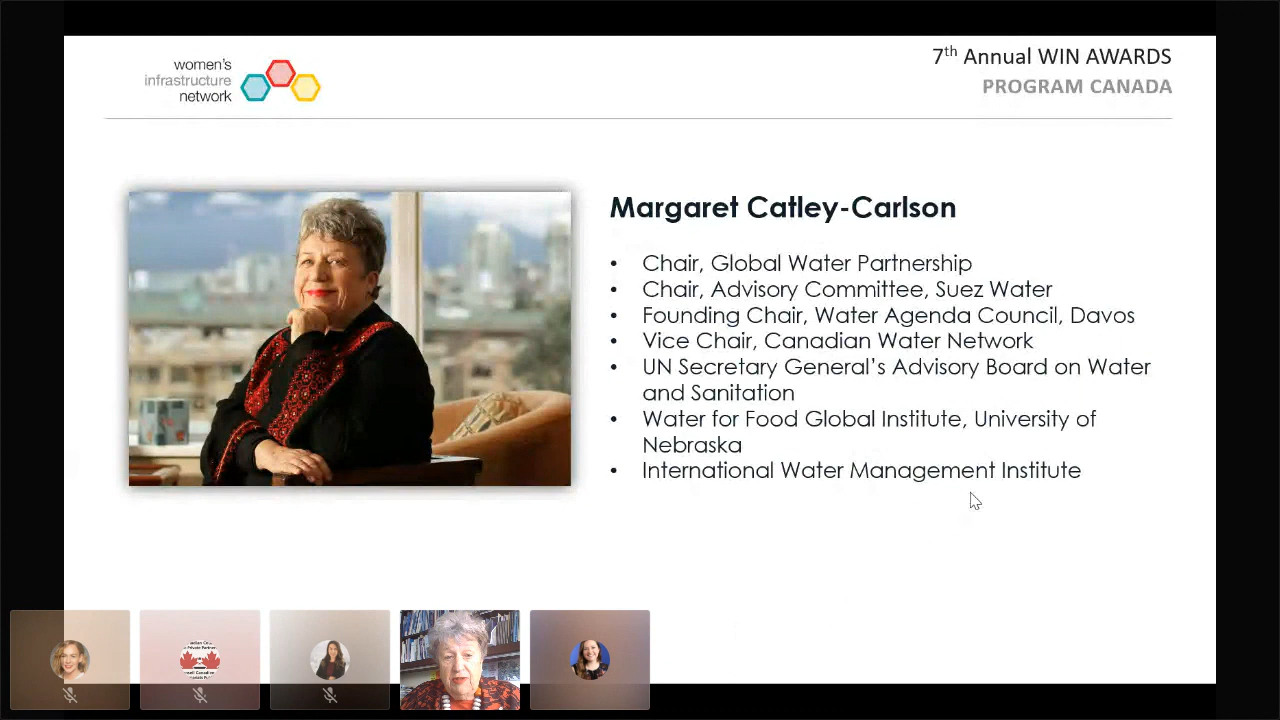 women's
infrastructure
network
7th Annual WIN AWARDS
PROGRAM CANADA
Margaret Catley-Carlson
• Chair, Global Water Partnership
• Chair, Advisory Committee, Suez Water
• Founding Chair, Water Agenda Council, Davos
• Vice Chair, Canadian Water Network
• UN Secretary General's Advisory Board on Water
and Sanitation
• Water for Food Global Institute, University of
Nebraska
• International Water Management Institute